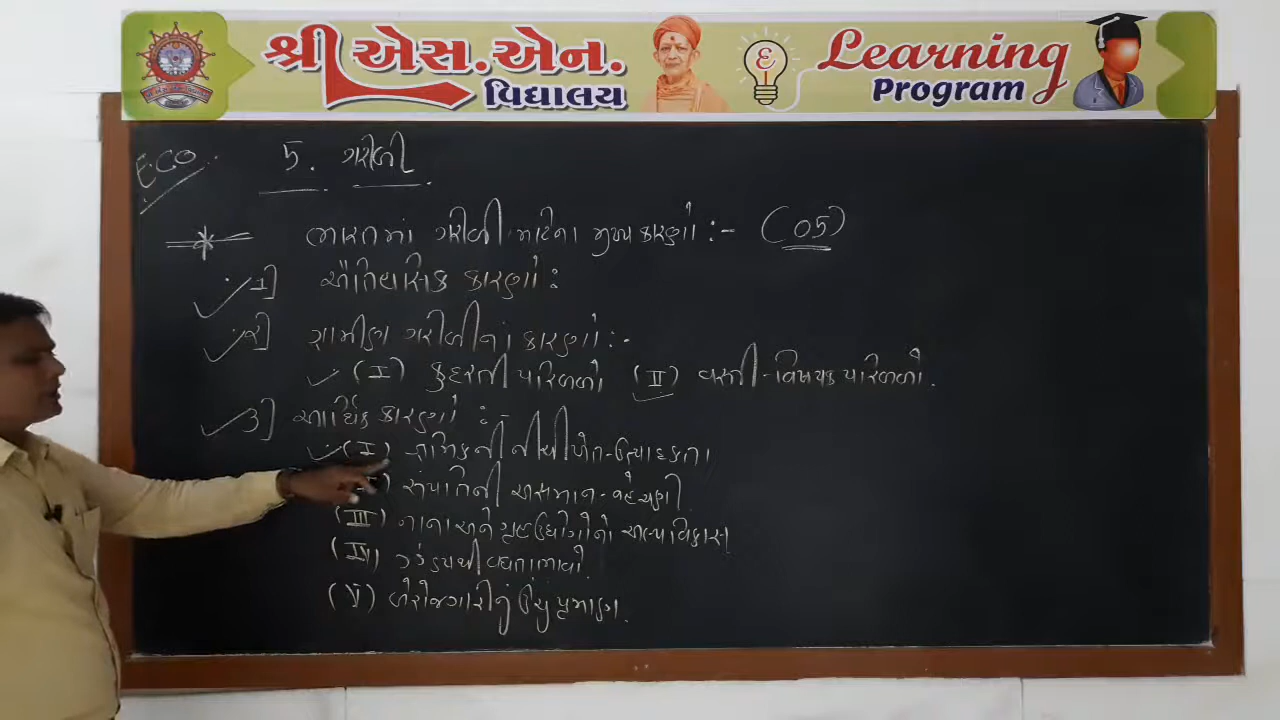 શ્રી એસ.એન. વિદ્યાલય
Learning Program
ECO
5. ગરીબી
ભારતમાં ગરીબી માટેના મુખ્ય કારણો :- (05)
1] ઐતિહાસિક કારણો :
2] ગ્રામીણ ગરીબીનાં કારણો :-
(I) કુદરતી પરિબળો (II) વસ્તી-વિષયક પરિબળો.
3] આર્થિક કારણો :-
(I) શ્રમિકની નીચી ખેત-ઉત્પાદકતા
સંપત્તિની અસમાન-વહેંચણી
(III) નાના અને ગૃહઉદ્યોગોનો અલ્પવિકાસ
(IV) ઝડપથી વધતા ભાવો.
(V) બેરોજગારીનું ઉંચુ પ્રમાણ.